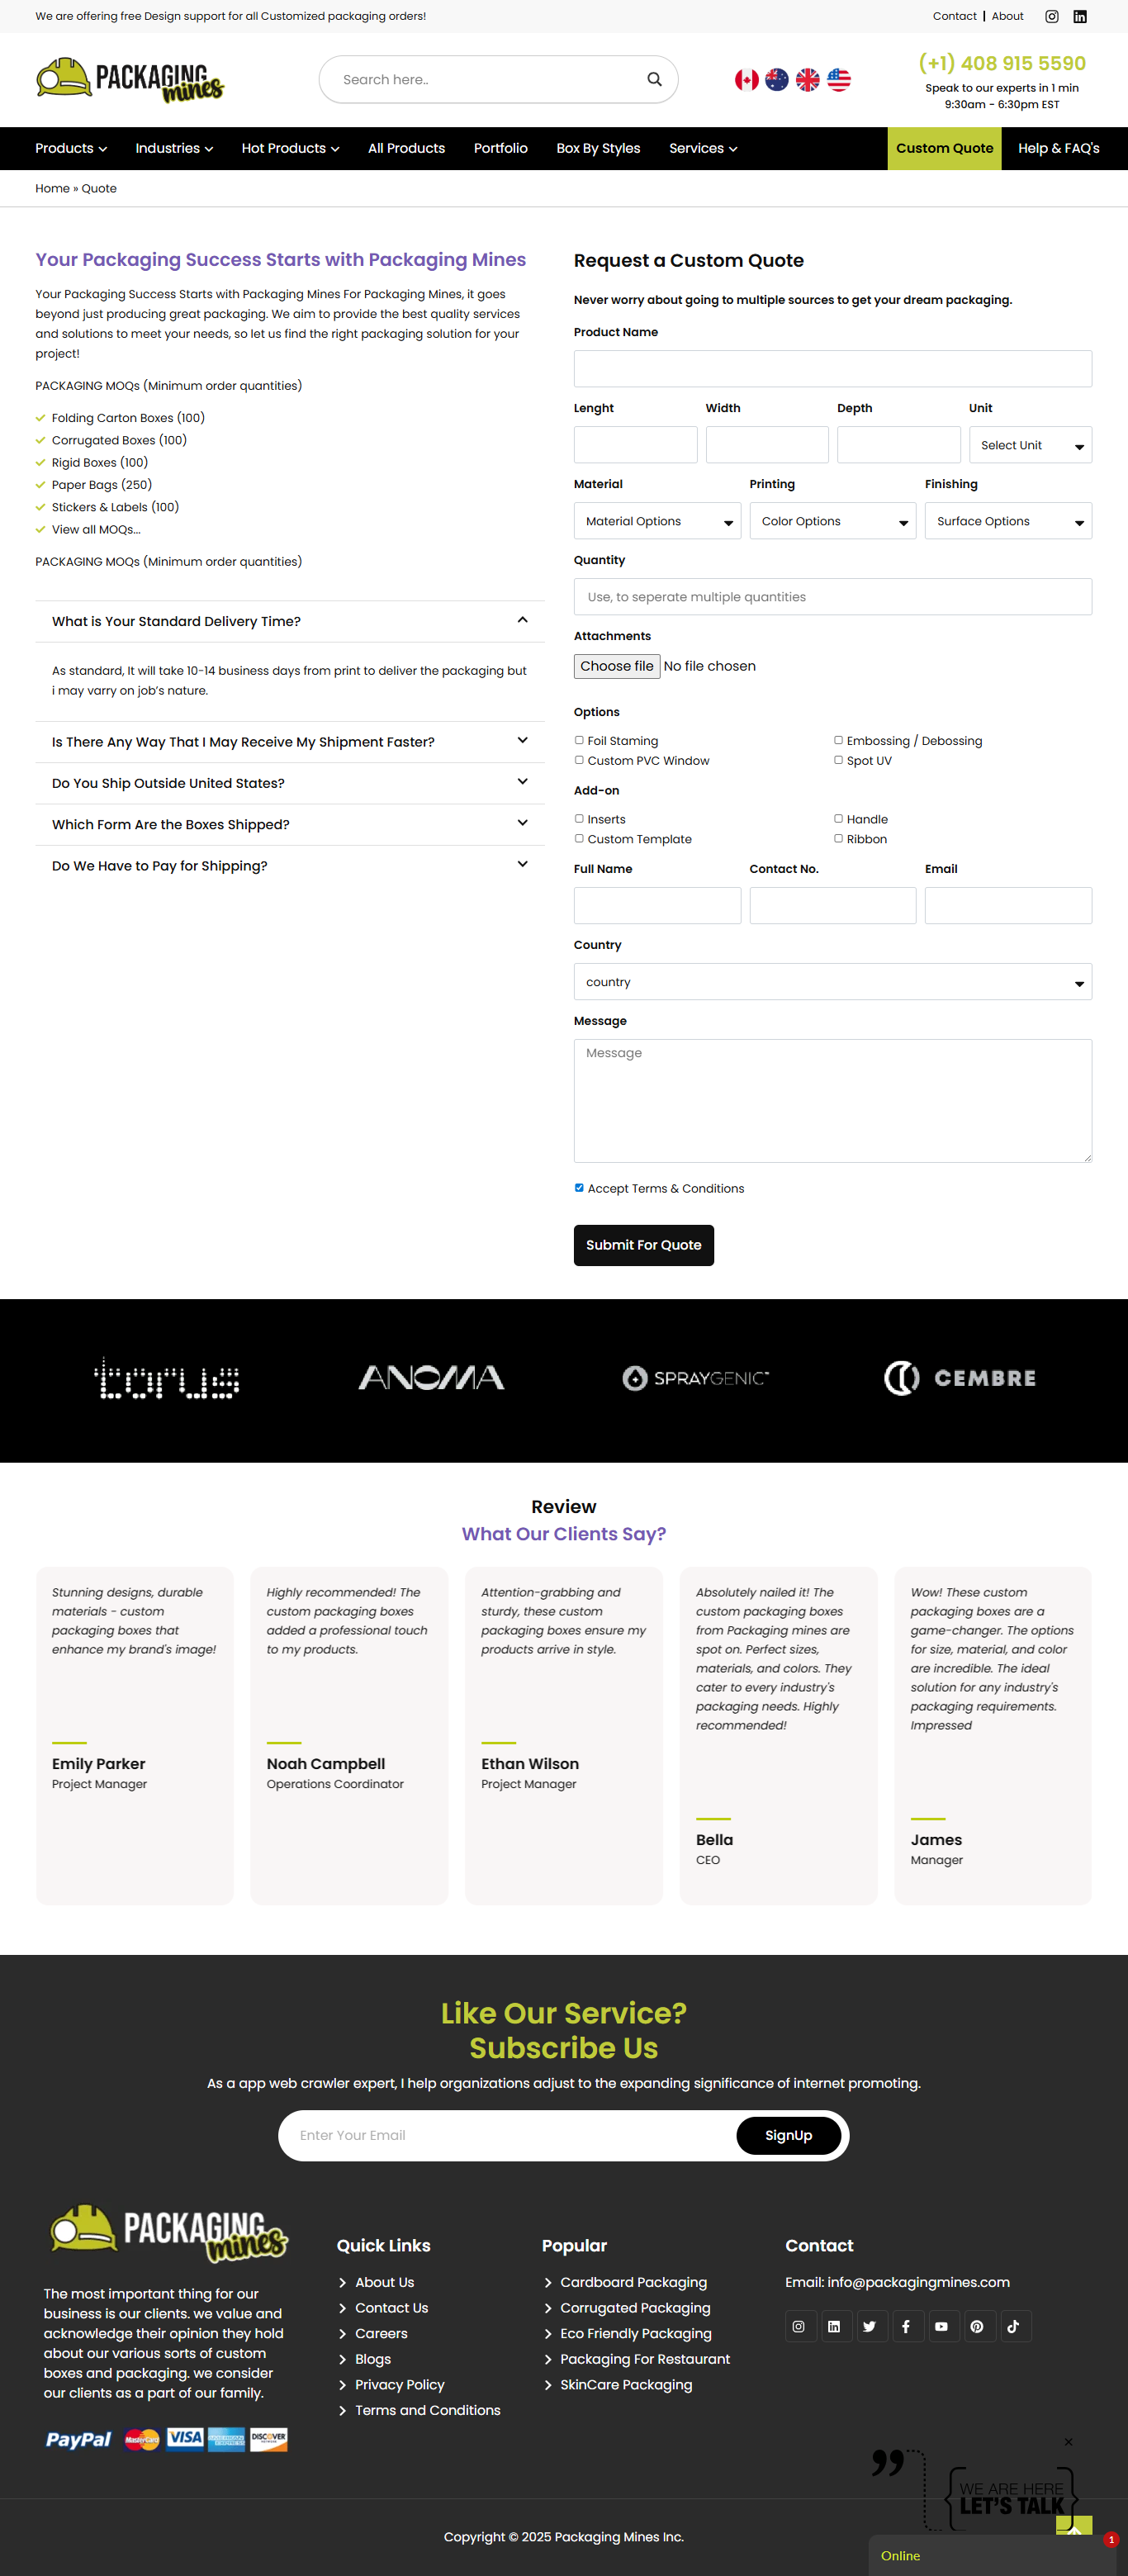 We are offering free Design support for all Customized packaging orders!
Contact | About
PACKAGING
mines
Search here..
(+1) 408 915 5590
Speak to our experts in 1 min
9:30am - 6:30pm EST
Products Industries Hot Products All Products Portfolio Box By Styles Services Custom Quote Help & FAQ's
Home » Quote
Your Packaging Success Starts with Packaging Mines
Your Packaging Success Starts with Packaging Mines For Packaging Mines, it goes
beyond just producing great packaging. We aim to provide the best quality services
and solutions to meet your needs, so let us find the right packaging solution for your
project!
PACKAGING MOQs (Minimum order quantities)
Folding Carton Boxes (100)
Corrugated Boxes (100)
Rigid Boxes (100)
Paper Bags (250)
Stickers & Labels (100)
View all MOQs...
PACKAGING MOQs (Minimum order quantities)
What is Your Standard Delivery Time?
As standard, It will take 10-14 business days from print to deliver the packaging but
i may varry on job's nature.
Is There Any Way That I May Receive My Shipment Faster?
Do You Ship Outside United States?
Which Form Are the Boxes Shipped?
Do We Have to Pay for Shipping?
Request a Custom Quote
Never worry about going to multiple sources to get your dream packaging.
Product Name
Lenght Width Depth Unit
Select Unit
Material Printing Finishing
Material Options Color Options Surface Options
Quantity
Use, to seperate multiple quantities
Attachments
Choose file No file chosen
Options
Foil Staming Embossing / Debossing
Custom PVC Window Spot UV
Add-on
Inserts Handle
Custom Template Ribbon
Full Name Contact No. Email
Country
country
Message
Message
Accept Terms & Conditions
Submit For Quote
torus ANOMA SPRAYGENIC™ CEMBRE
Review
What Our Clients Say?
Stunning designs, durable
materials - custom
packaging boxes that
enhance my brand's image!
Emily Parker
Project Manager
Highly recommended! The
custom packaging boxes
added a professional touch
to my products.
Noah Campbell
Operations Coordinator
Attention-grabbing and
sturdy, these custom
packaging boxes ensure my
products arrive in style.
Ethan Wilson
Project Manager
Absolutely nailed it! The
custom packaging boxes
from Packaging mines are
spot on. Perfect sizes,
materials, and colors. They
cater to every industry's
packaging needs. Highly
recommended!
Bella
CEO
Wow! These custom
packaging boxes are a
game-changer. The options
for size, material, and color
are incredible. The ideal
solution for any industry's
packaging requirements.
Impressed
James
Manager
Like Our Service?
Subscribe Us
As a app web crawler expert, I help organizations adjust to the expanding significance of internet promoting.
Enter Your Email SignUp
PACKAGING
mines
The most important thing for our
business is our clients. we value and
acknowledge their opinion they hold
about our various sorts of custom
boxes and packaging. we consider
our clients as a part of our family.
PayPal MasterCard VISA AMERICAN EXPRESS DISCOVER
Quick Links
About Us
Contact Us
Careers
Blogs
Privacy Policy
Terms and Conditions
Popular
Cardboard Packaging
Corrugated Packaging
Eco Friendly Packaging
Packaging For Restaurant
SkinCare Packaging
Contact
Email: info@packagingmines.com
WE ARE HERE
LET'S TALK
Copyright © 2025 Packaging Mines Inc.
1
Online